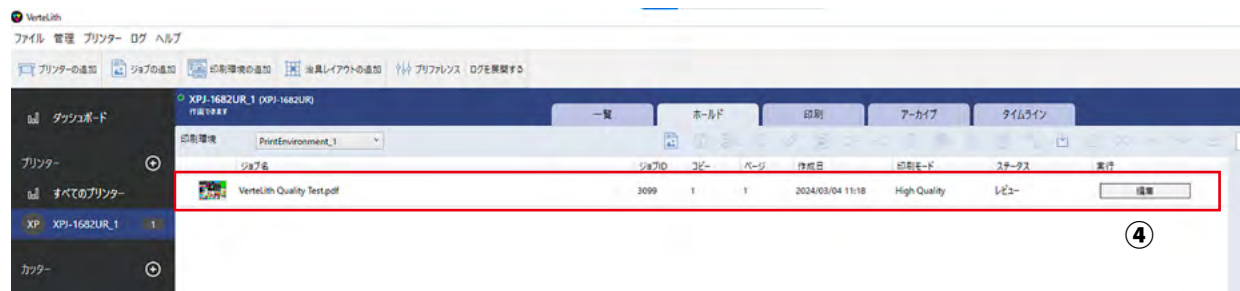 VerteLith
ファイル 管理 プリンター ログ ヘルプ
プリンターの追加 ジョブの追加 印刷環境の追加 治具レイアウトの追加 プリファレンス ログを展開する
ダッシュボード
プリンター
すべてのプリンター
XP XPJ-1682UR_1 1
カッター
XPJ-1682UR_1 (XPJ-1682UR)
作画できます
一覧 ホールド 印刷 アーカイブ タイムライン
印刷環境 PrintEnvironment_1
ジョブ名 ジョブID コピー ページ 作成日 印刷モード ステータス 実行
VerteLith Quality Test.pdf 3099 1 1 2024/03/04 11:18 High Quality レビュー 編集
④